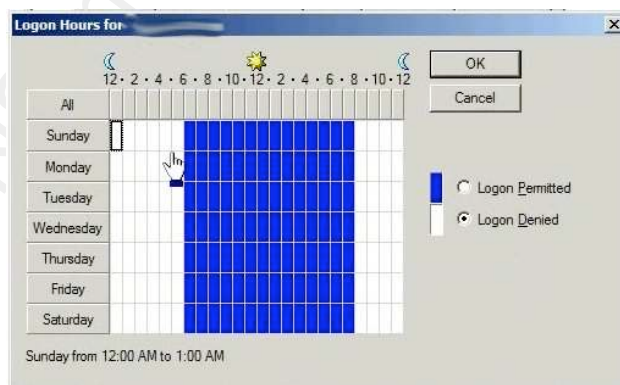 Logon Hours for
12 · 2 · 4 · 6 · 8 · 10 · 12 · 2 · 4 · 6 · 8 · 10 · 12
OK
All
Cancel
Sunday
Monday
Tuesday
Logon Permitted
Wednesday
Logon Denied
Thursday
Friday
Saturday
Sunday from 12:00 AM to 1:00 AM